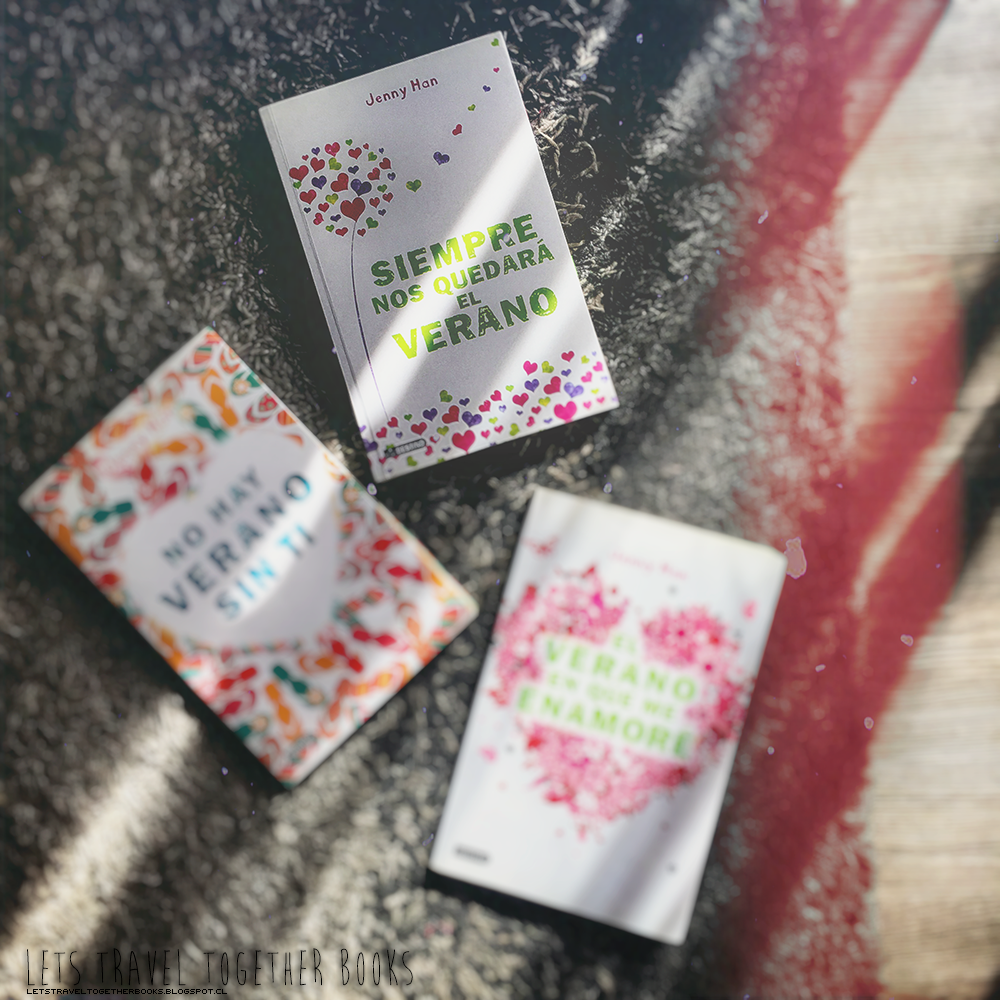 Jenny Han
SIEMPRE
NOS QUEDARÁ
EL
VERANO
NO HAY
VERANO
SIN TI
EL
VERANO
EN QUE ME
ENAMORÉ
LETS TRAVEL TOGETHER BOOKS
LETSTRAVELTOGETHERBOOKS.BLOGSPOT.CL